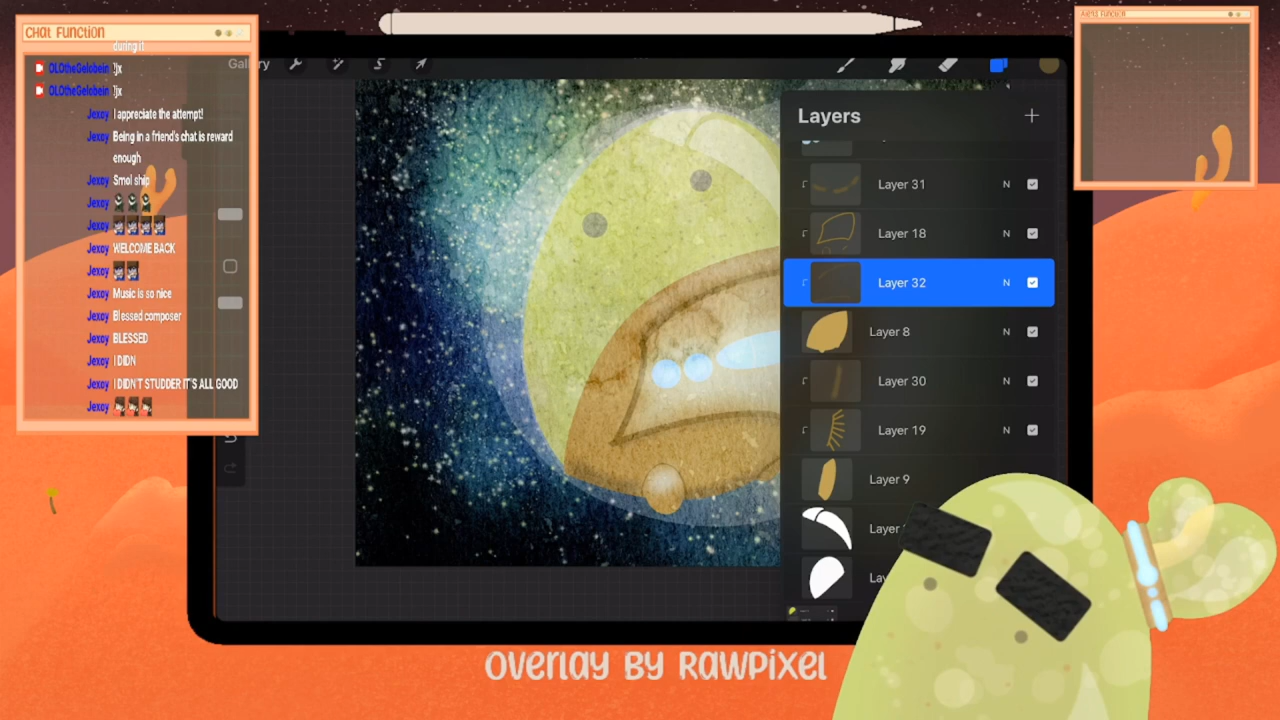 CHat FUNCTION
during it
OLOtheGelobein !jx
OLOtheGelobein !jx
Jexoy I appreciate the attempt!
Jexoy Being in a friend's chat is reward
enough
Jexoy Smol ship
Jexoy
Jexoy
Jexoy WELCOME BACK
Jexoy
Jexoy Music is so nice
Jexoy Blessed composer
Jexoy BLESSED
Jexoy I DIDN
Jexoy I DIDN'T STUDDER IT'S ALL GOOD
Jexoy
Gallery
Layers
Layer 31 N
Layer 18 N
Layer 32 N
Layer 8 N
Layer 30 N
Layer 19 N
Layer 9
Layer
OVERLAY BY RAWPIXEL